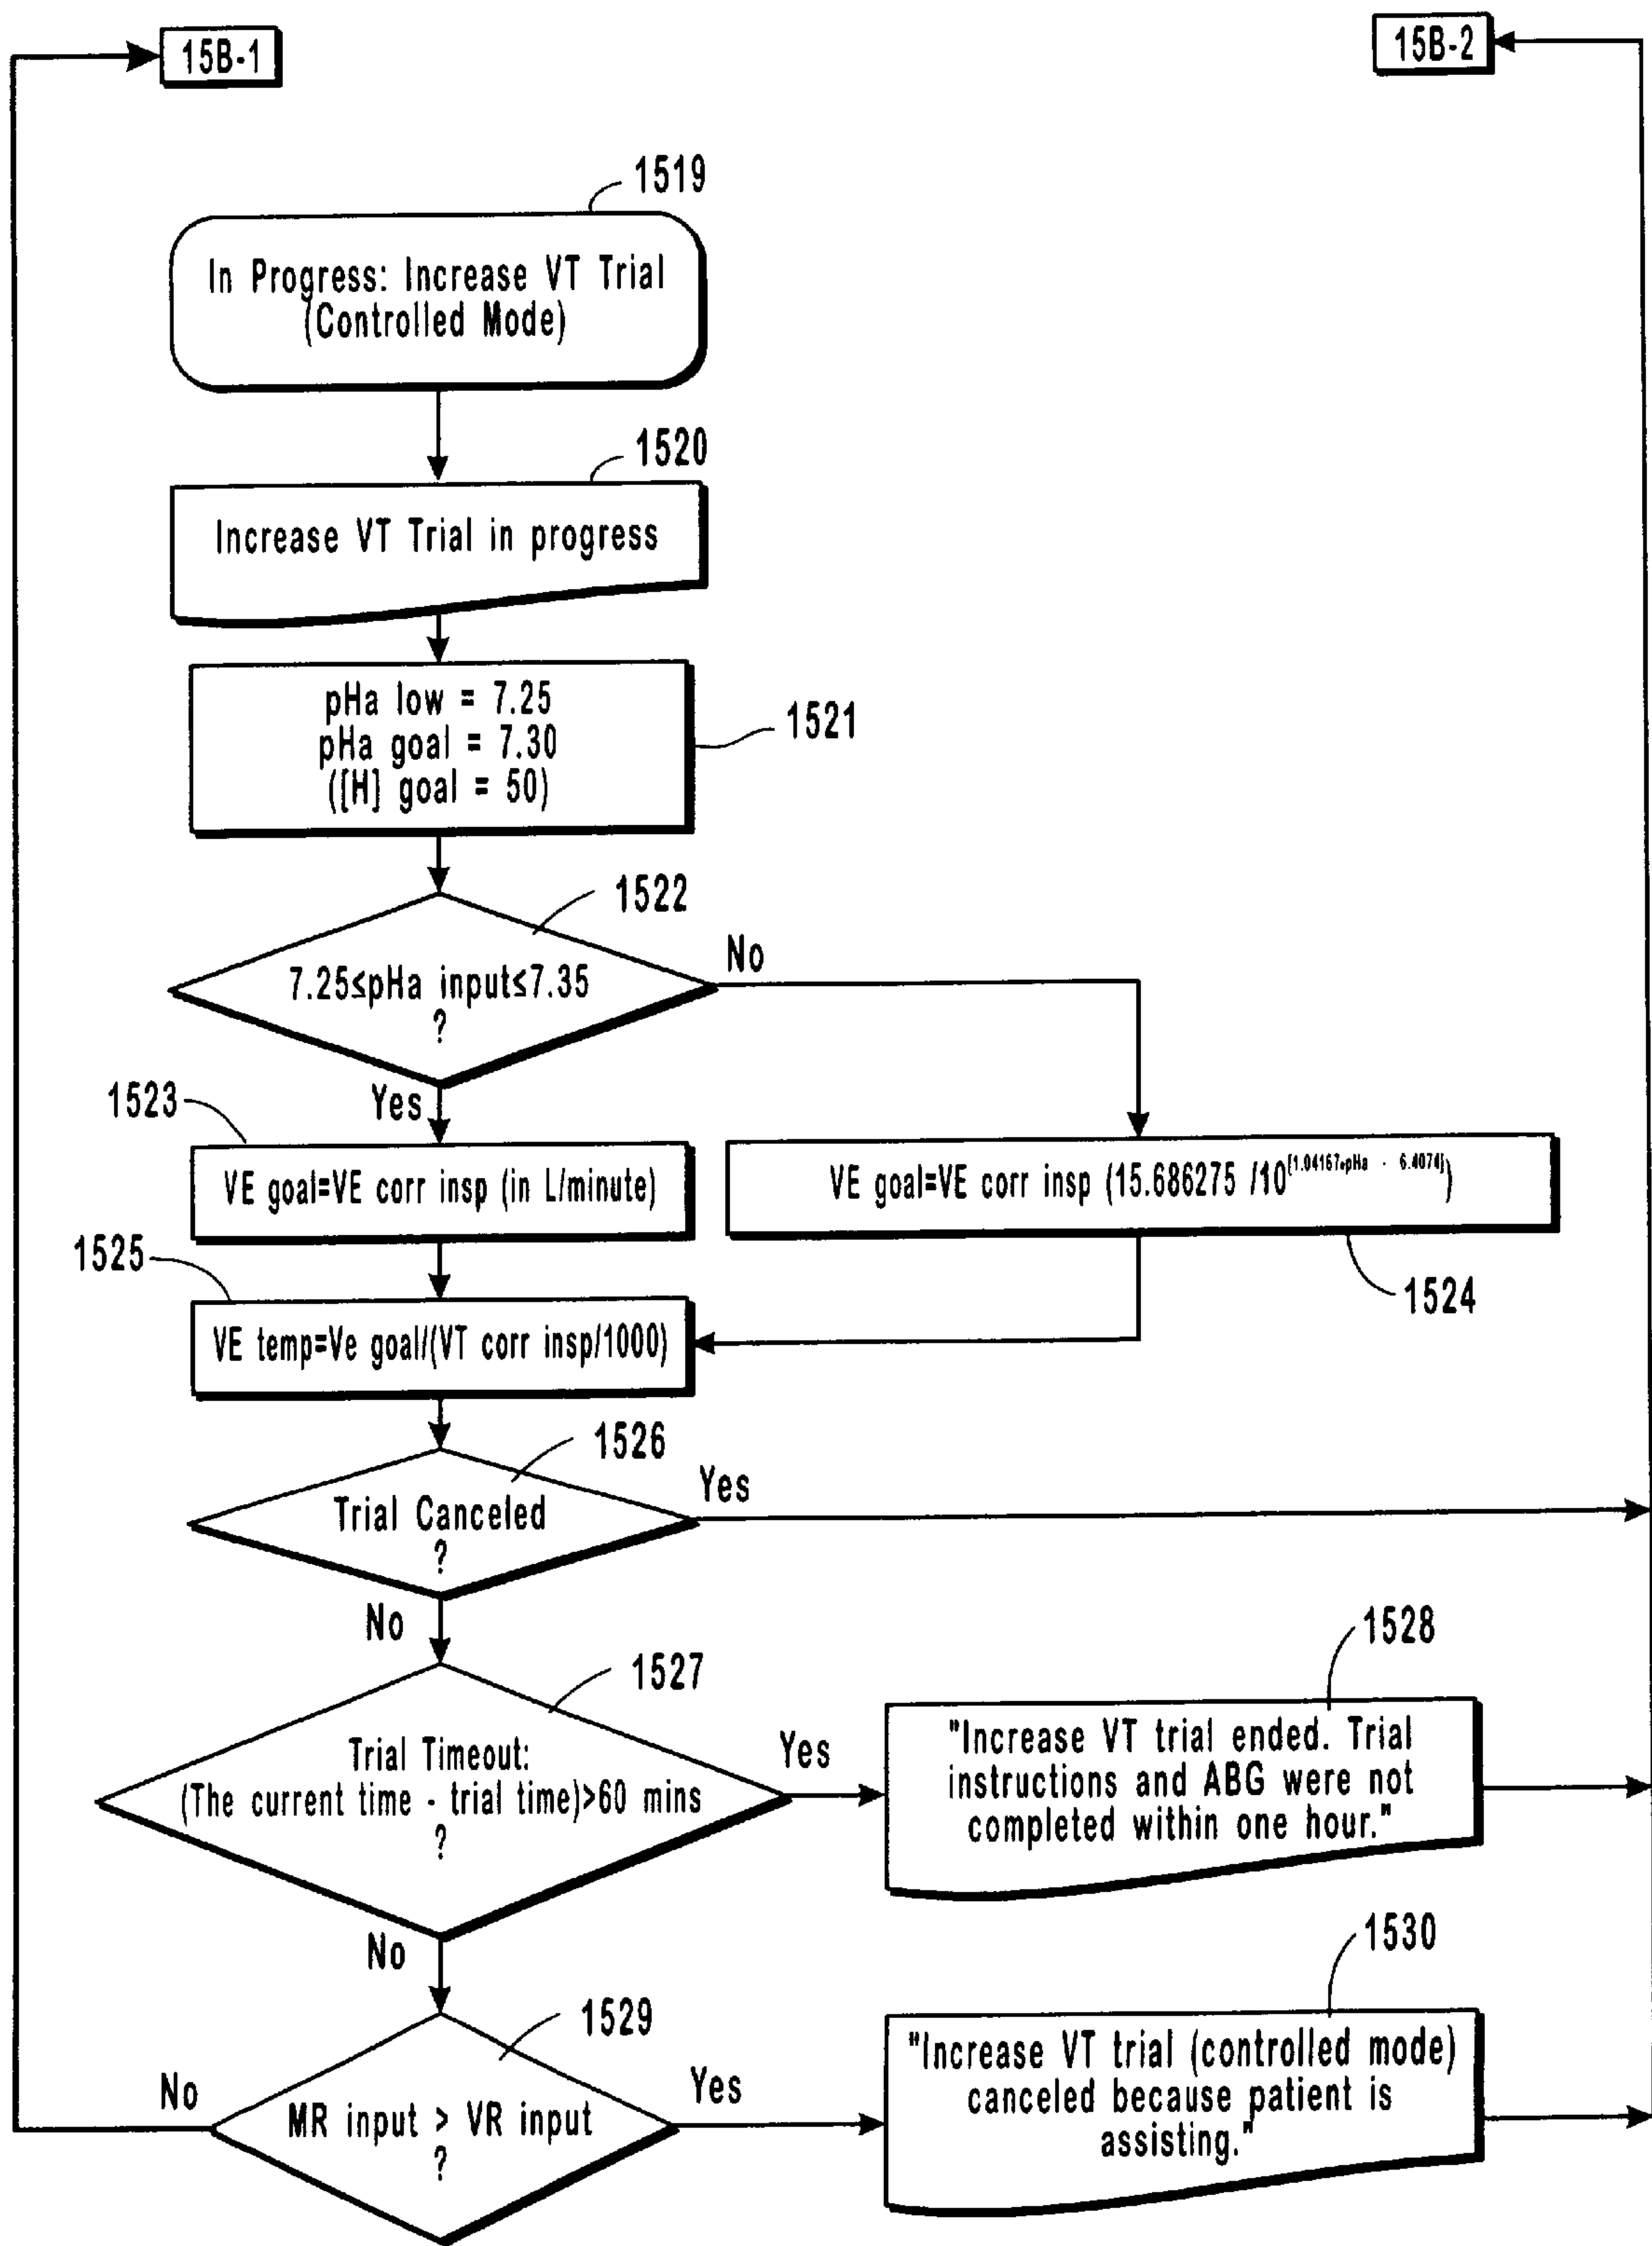 15B-1
15B-2
1519
In Progress: Increase VT Trial
(Controlled Mode)
1520
Increase VT Trial in progress
pHa low = 7.25
pHa goal = 7.30
([H] goal = 50)
1521
1522
7.25≤pHa input≤7.35
?
No
Yes
1523
VE goal=VE corr insp (in L/minute)
VE goal=VE corr insp (15.686275 /10^[1.04167•pHa - 6.4074])
1524
1525
VE temp=Ve goal/(VT corr insp/1000)
1526
Trial Canceled
?
Yes
No
1527
Trial Timeout:
(The current time - trial time)>60 mins
?
Yes
No
1528
"Increase VT trial ended. Trial
instructions and ABG were not
completed within one hour."
1529
MR input > VR input
?
No
Yes
1530
"Increase VT trial (controlled mode)
canceled because patient is
assisting."